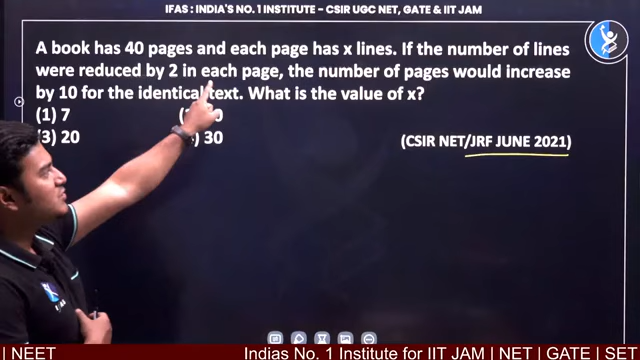 IFAS : INDIA'S NO. 1 INSTITUTE - CSIR UGC NET, GATE & IIT JAM
A book has 40 pages and each page has x lines. If the number of lines
were reduced by 2 in each page, the number of pages would increase
by 10 for the identical text. What is the value of x?
(1) 7
(3) 20
30
(CSIR NET/JRF JUNE 2021)
| NEET Indias No. 1 Institute for IIT JAM | NET | GATE | SET